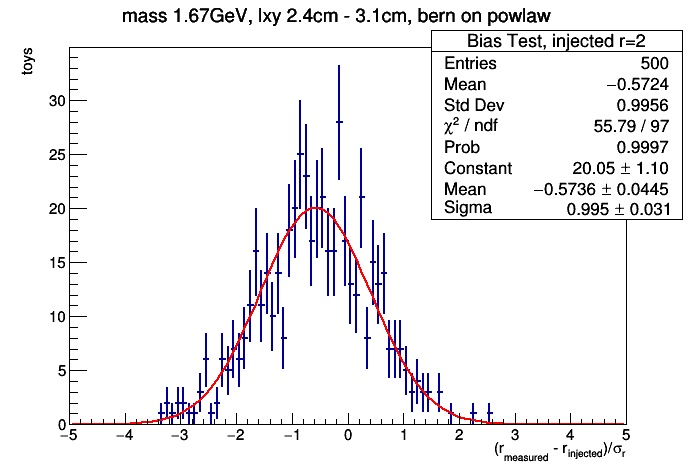 mass 1.67GeV, lxy 2.4cm - 3.1cm, bern on powlaw
toys
Bias Test, injected r=2
Entries 500
Mean −0.5724
Std Dev 0.9956
χ² / ndf 55.79 / 97
Prob 0.9997
Constant 20.05 ± 1.10
Mean −0.5736 ± 0.0445
Sigma 0.995 ± 0.031
30
25
20
15
10
5
0
−5 −4 −3 −2 −1 0 1 2 3 4 5
(r_measured - r_injected)/σ_r